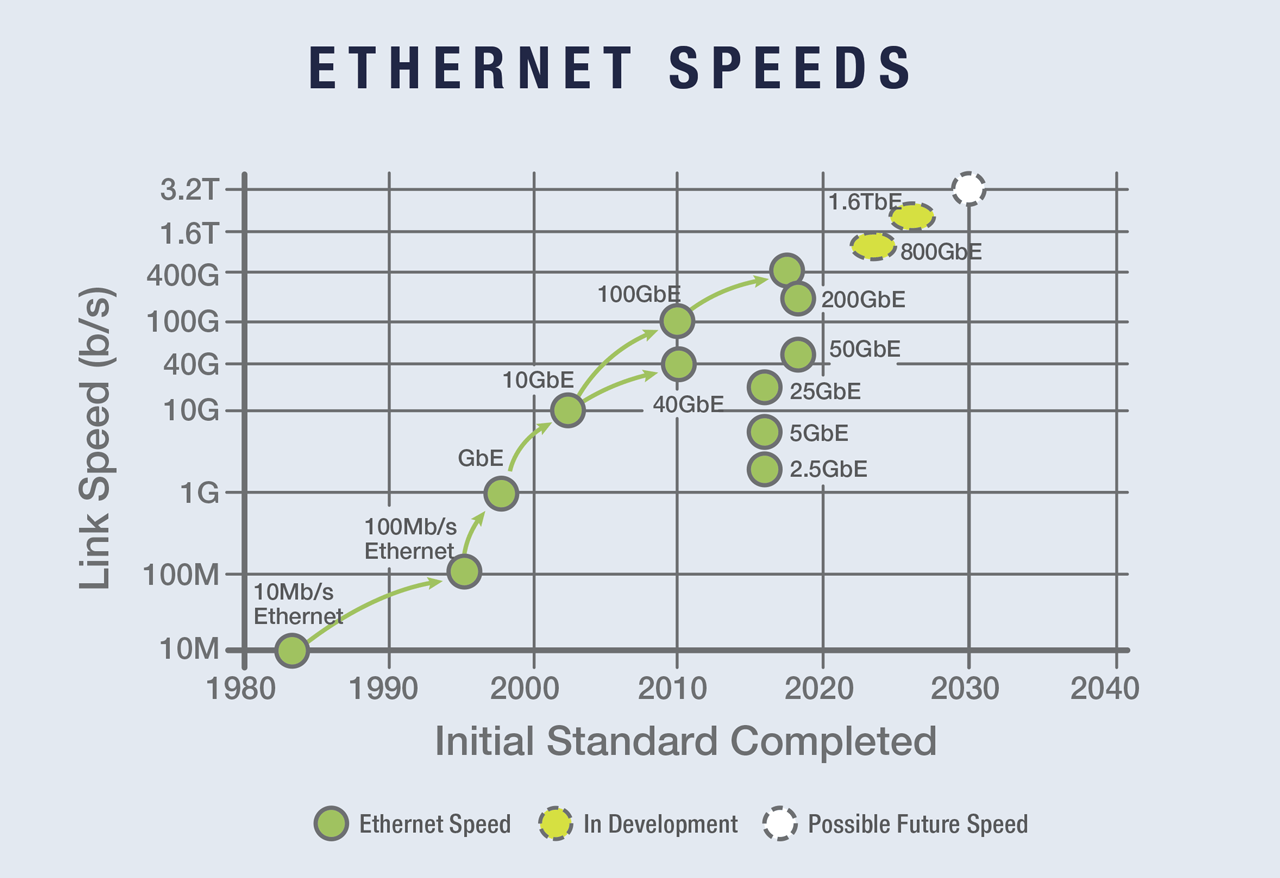 ETHERNET SPEEDS
Link Speed (b/s)
3.2T
1.6T
400G
100G
40G
10G
1G
100M
10M
1.6TbE
800GbE
100GbE
200GbE
50GbE
10GbE
25GbE
40GbE
5GbE
GbE
2.5GbE
100Mb/s
Ethernet
10Mb/s
Ethernet
1980
1990
2000
2010
2020
2030
2040
Initial Standard Completed
Ethernet Speed
In Development
Possible Future Speed